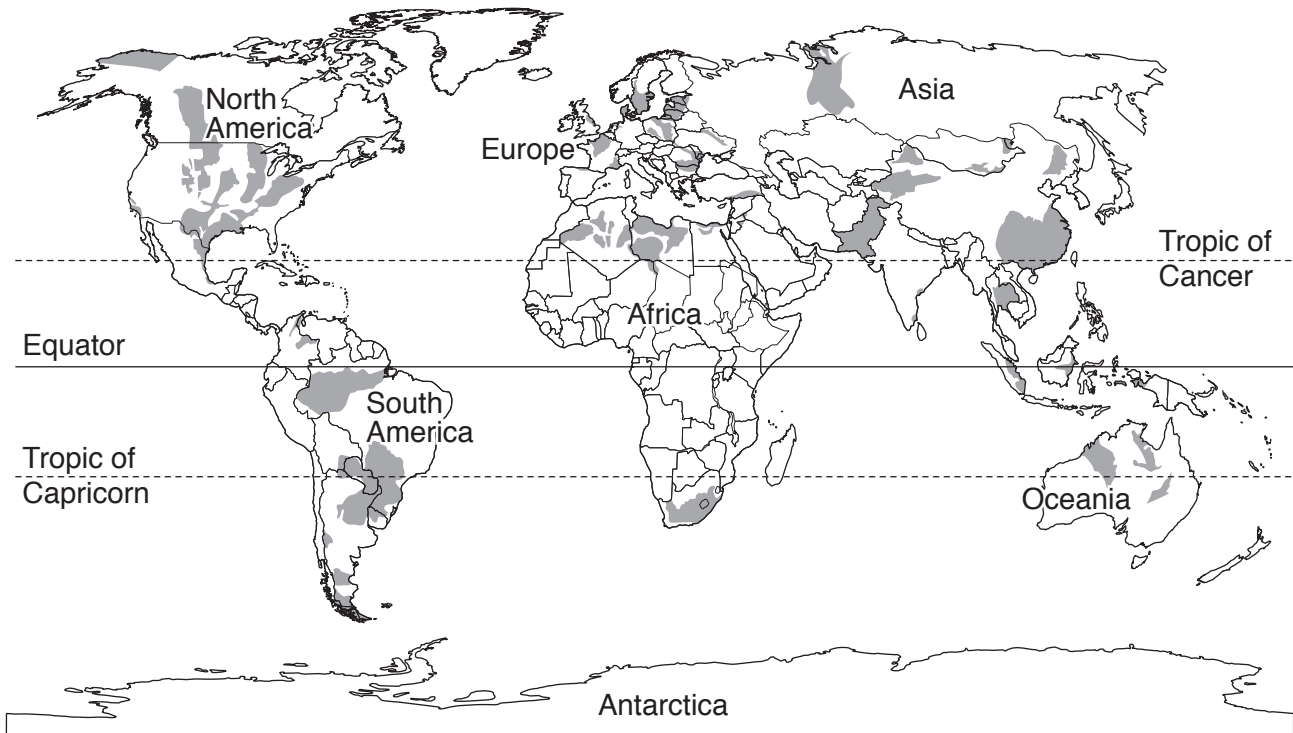 North
America
Asia
Europe
Tropic of
Cancer
Africa
Equator
South
America
Tropic of
Capricorn
Oceania
Antarctica